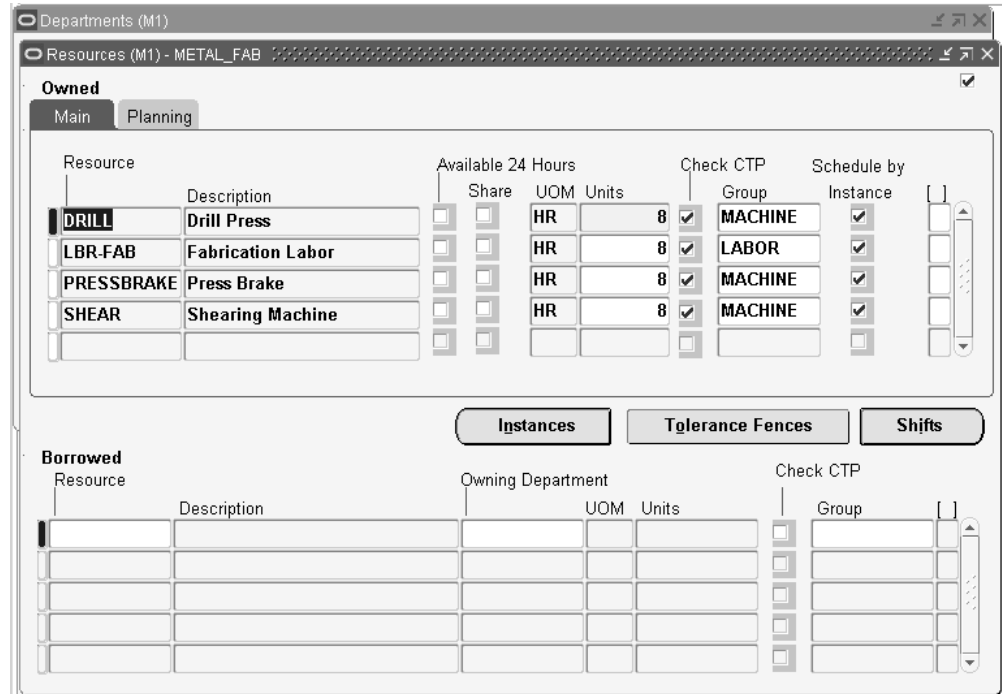 Departments (M1)
Resources (M1) - METAL_FAB
Owned
Main Planning
Resource Available 24 Hours Check CTP Schedule by
Description Share UOM Units Group Instance [ ]
DRILL Drill Press HR 8 MACHINE
LBR-FAB Fabrication Labor HR 8 LABOR
PRESSBRAKE Press Brake HR 8 MACHINE
SHEAR Shearing Machine HR 8 MACHINE
Instances Tolerance Fences Shifts
Borrowed
Resource Owning Department Check CTP
Description UOM Units Group [ ]